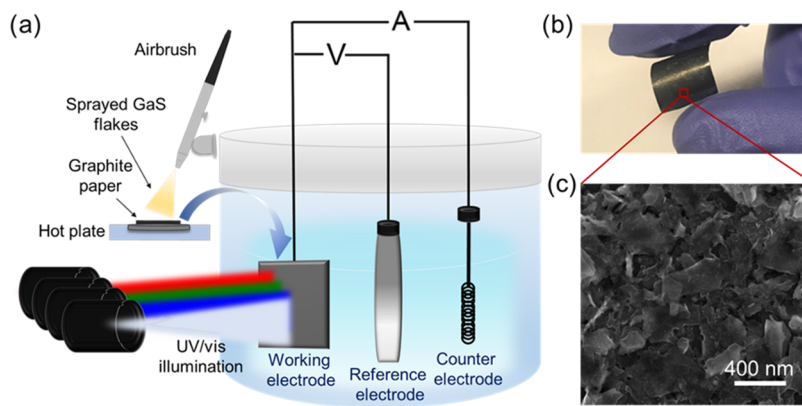 (a)
Airbrush
Sprayed GaS
flakes
Graphite
paper
Hot plate
A
V
UV/vis
illumination
Working
electrode
Reference
electrode
Counter
electrode
(b)
(c)
400 nm